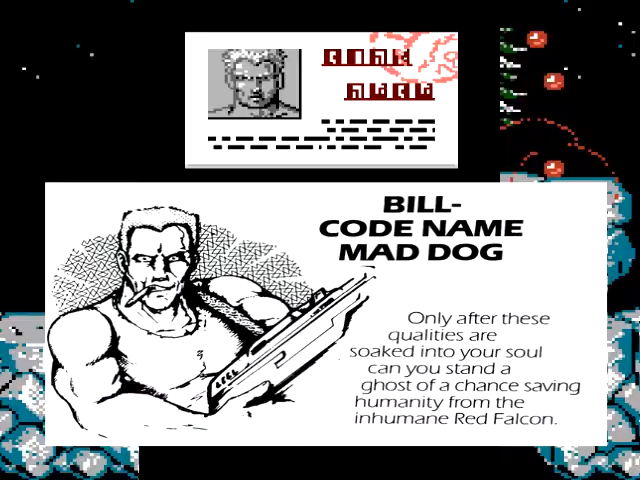 BILL-
CODE NAME
MAD DOG
Only after these
qualities are
soaked into your soul
can you stand a
ghost of a chance saving
humanity from the
inhumane Red Falcon.